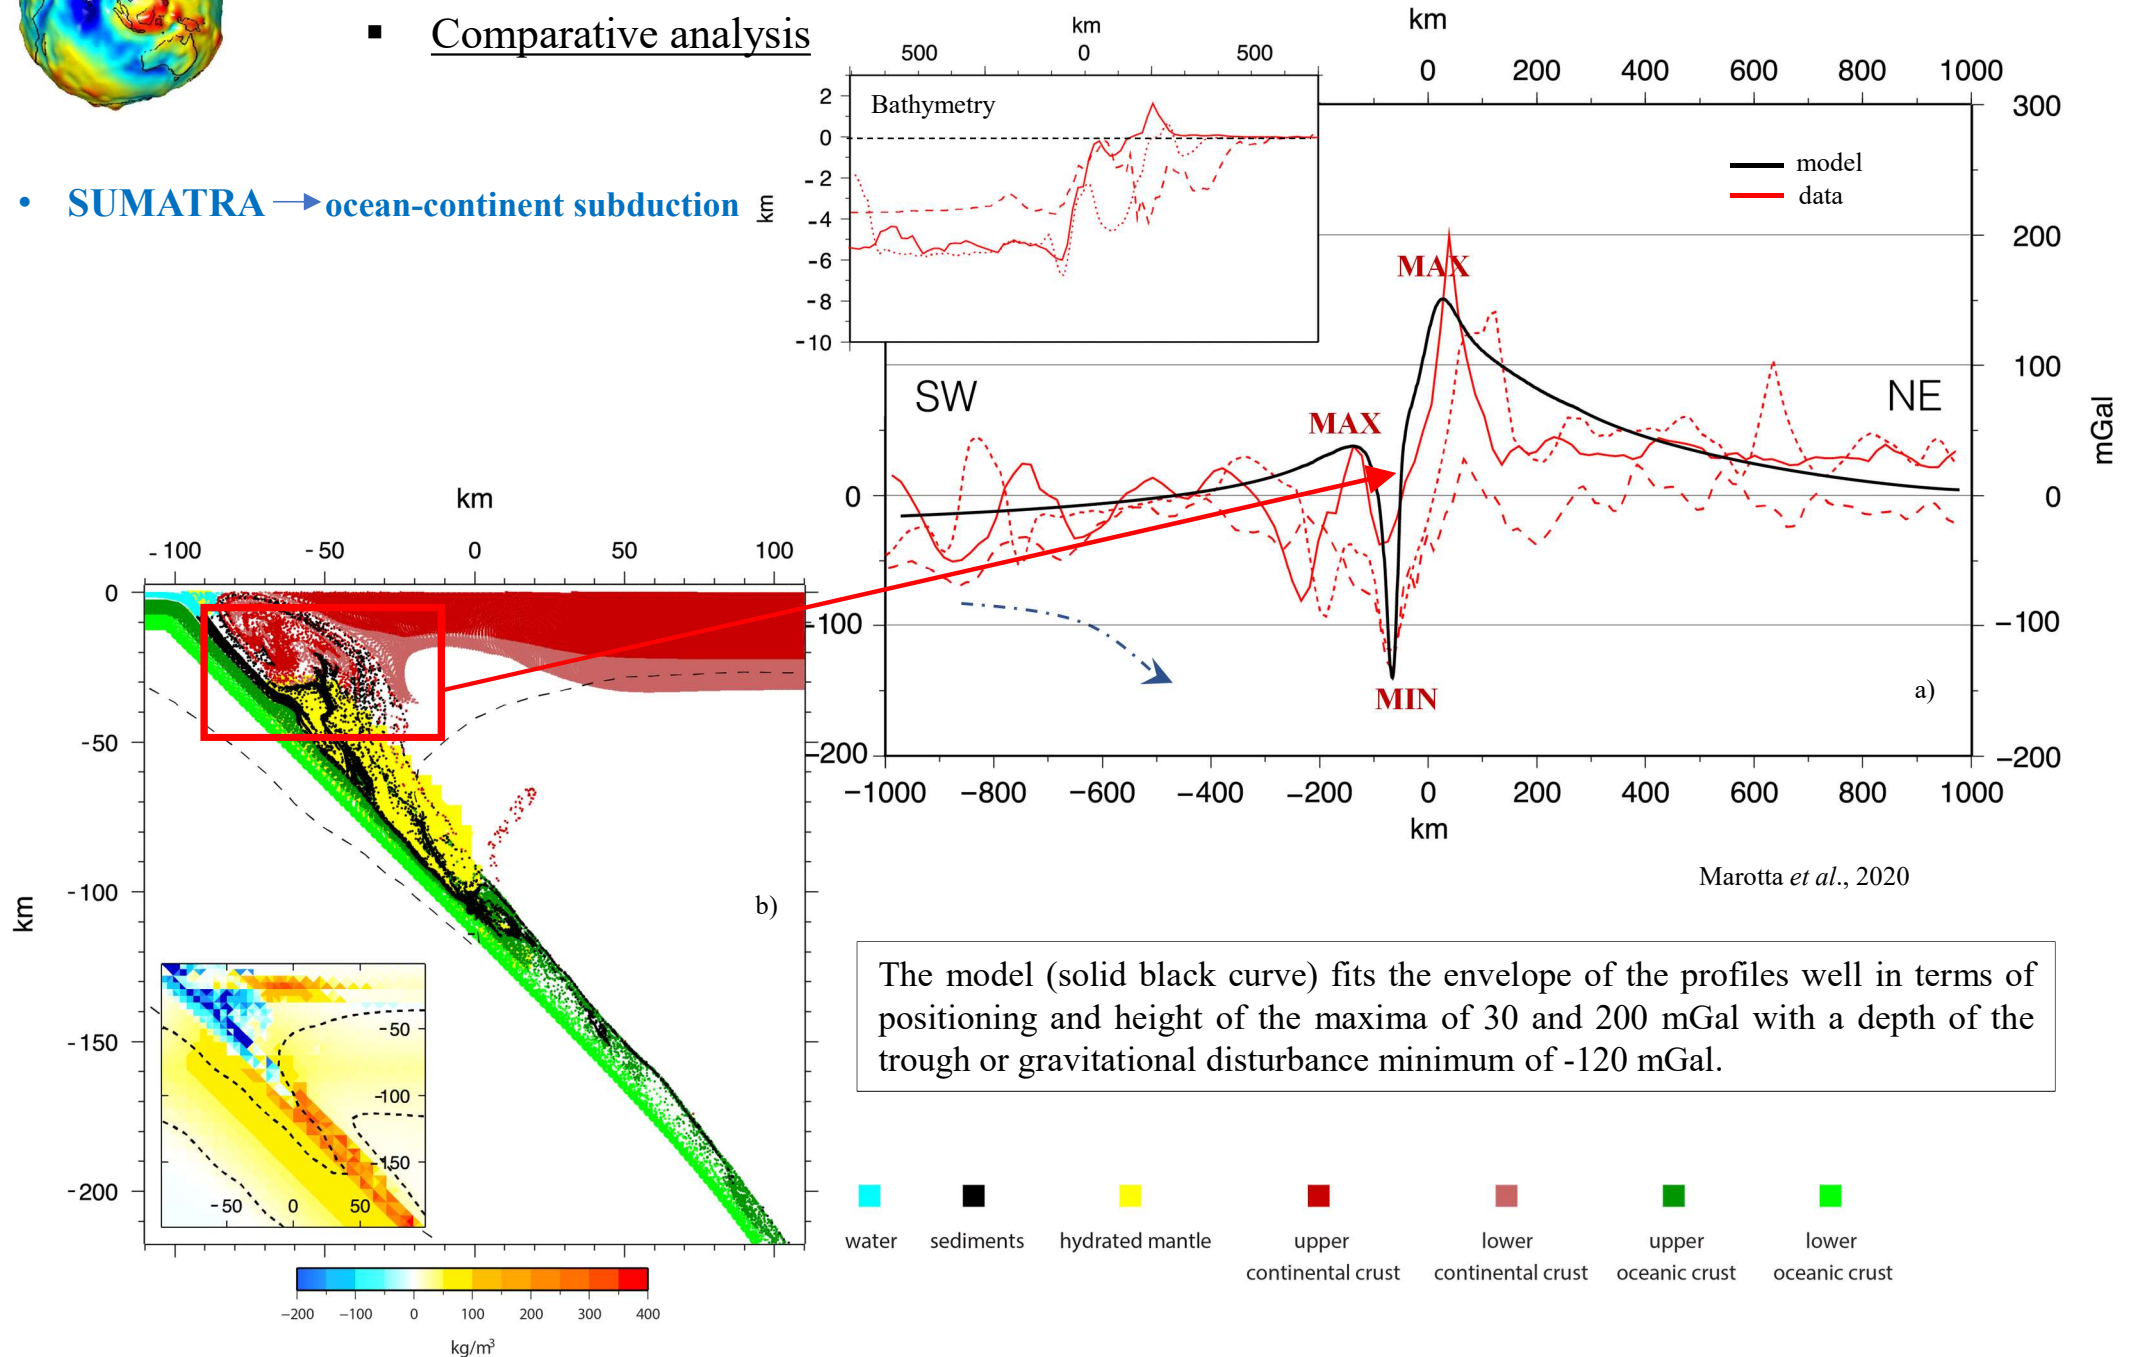 ▪ Comparative analysis
• SUMATRA → ocean-continent subduction
km
500 0 500
Bathymetry
2
0
-2
-4
-6
-8
-10
km
km
0 200 400 600 800 1000
300
200
100
0
-100
-200
mGal
model
data
MAX
MAX
MIN
SW
NE
a)
0
-100
-200
-1000 -800 -600 -400 -200 0 200 400 600 800 1000
km
Marotta et al., 2020
km
-100 -50 0 50 100
0
-50
-100
-150
-200
km
b)
-50
-100
-150
-50 0 50
-200 -100 0 100 200 300 400
kg/m³
The model (solid black curve) fits the envelope of the profiles well in terms of
positioning and height of the maxima of 30 and 200 mGal with a depth of the
trough or gravitational disturbance minimum of -120 mGal.
water sediments hydrated mantle upper lower upper lower
continental crust continental crust oceanic crust oceanic crust